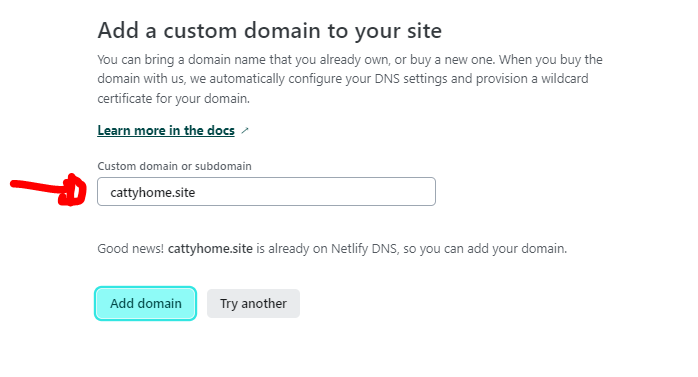 Add a custom domain to your site
You can bring a domain name that you already own, or buy a new one. When you buy the
domain with us, we automatically configure your DNS settings and provision a wildcard
certificate for your domain.
Learn more in the docs
Custom domain or subdomain
cattyhome.site
Good news! cattyhome.site is already on Netlify DNS, so you can add your domain.
Add domain
Try another